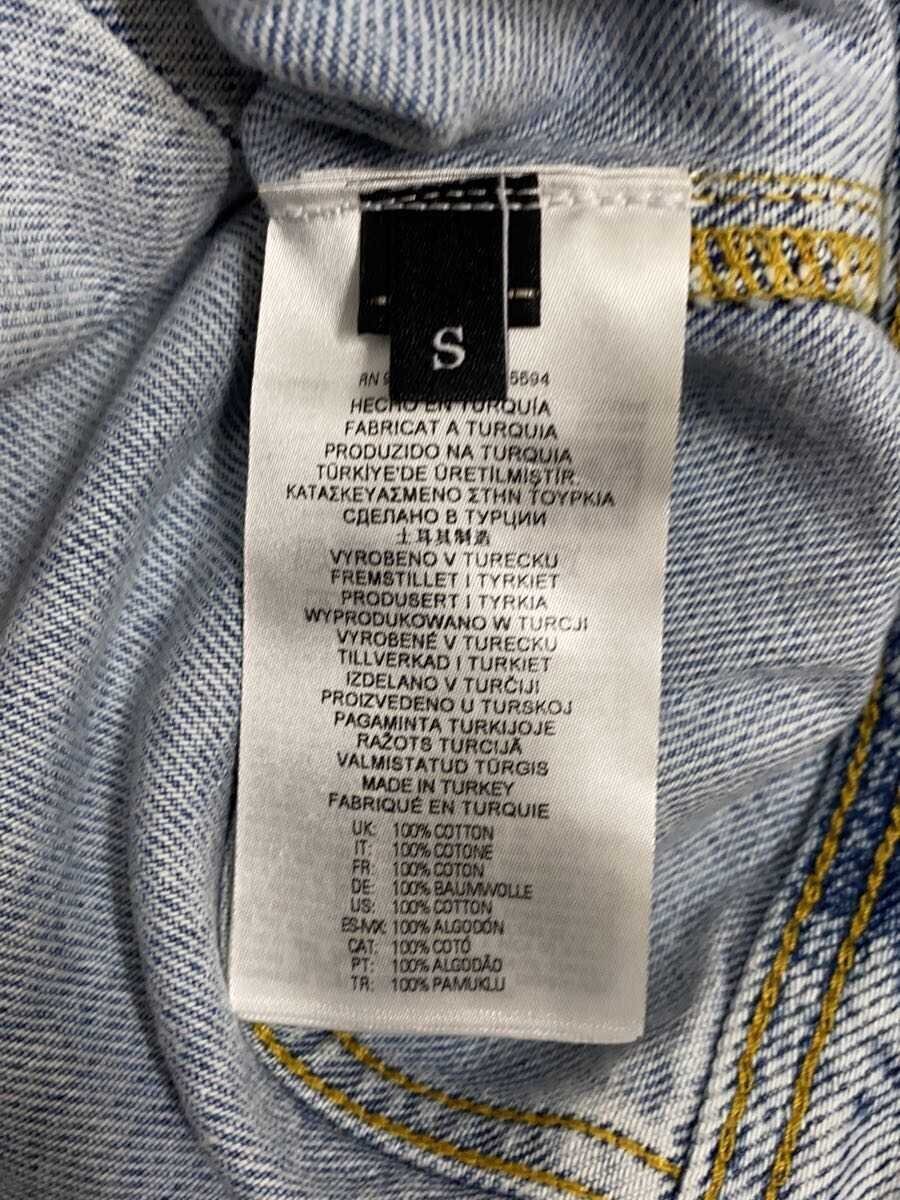 S
RN 5594
HECHO EN TURQUÍA
FABRICAT A TURQUIA
PRODUZIDO NA TURQUIA
TÜRKİYE'DE ÜRETİLMİŞTİR.
ΚΑΤΑΣΚΕΥΑΣΜΕΝΟ ΣΤΗΝ ΤΟΥΡΚΙΑ
СДЕЛАНО В ТУРЦИИ
土耳其制造
VYROBENO V TURECKU
FREMSTILLET I TYRKIET
PRODUSERT I TYRKIA
WYPRODUKOWANO W TURCJI
VYROBENÉ V TURECKU
TILLVERKAD I TURKIET
IZDELANO V TURČIJI
PROIZVEDENO U TURSKOJ
PAGAMINTA TURKIJOJE
RAŽOTS TURCIJĀ
VALMISTATUD TÜRGIS
MADE IN TURKEY
FABRIQUÉ EN TURQUIE
UK: 100% COTTON
IT: 100% COTONE
FR: 100% COTON
DE: 100% BAUMWOLLE
US: 100% COTTON
ES-MX: 100% ALGODÓN
CAT: 100% COTÓ
PT: 100% ALGODÃO
TR: 100% PAMUKLU